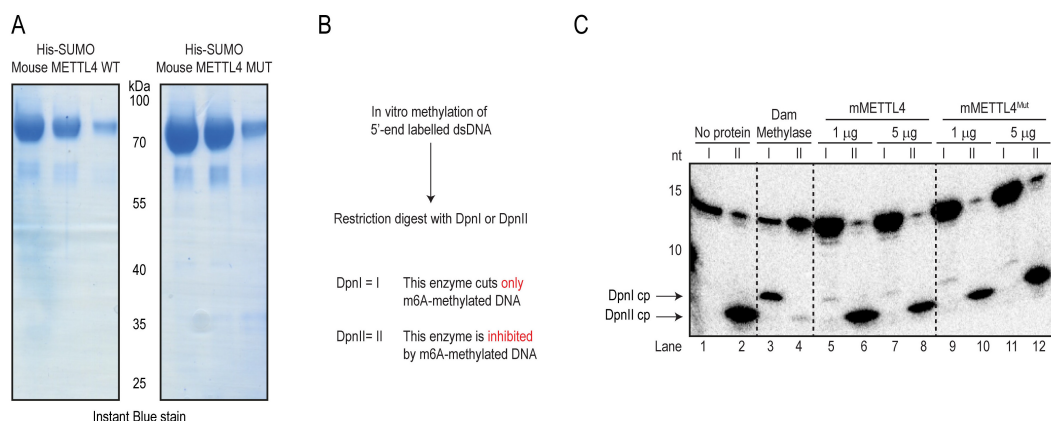 A
His-SUMO
Mouse METTL4 WT
His-SUMO
Mouse METTL4 MUT
kDa
100
70
55
40
35
25
Instant Blue stain
B
In vitro methylation of
5'-end labelled dsDNA
Restriction digest with DpnI or DpnII
DpnI = I This enzyme cuts only
m6A-methylated DNA
DpnII= II This enzyme is inhibited
by m6A-methylated DNA
C
No protein
Dam
Methylase
mMETTL4
1 μg 5 μg
mMETTL4Mut
1 μg 5 μg
nt I II I II I II I II I II I II
15
10
DpnI cp
DpnII cp
Lane 1 2 3 4 5 6 7 8 9 10 11 12